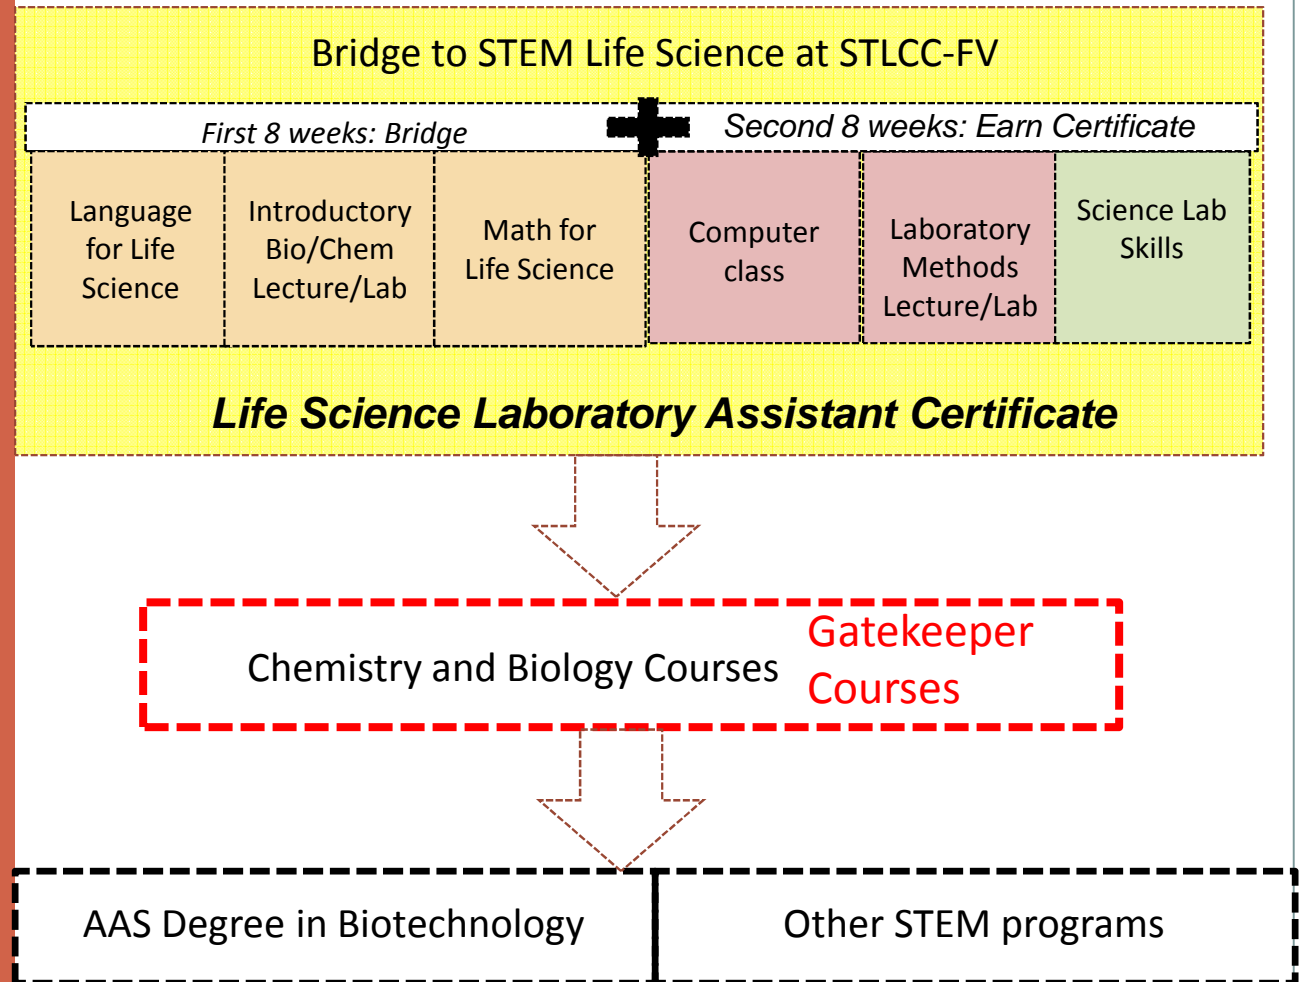 Bridge to STEM Life Science at STLCC-FV
First 8 weeks: Bridge
Second 8 weeks: Earn Certificate
Language
for Life
Science
Introductory
Bio/Chem
Lecture/Lab
Math for
Life Science
Computer
class
Laboratory
Methods
Lecture/Lab
Science Lab
Skills
Life Science Laboratory Assistant Certificate
Chemistry and Biology Courses
Gatekeeper
Courses
AAS Degree in Biotechnology
Other STEM programs